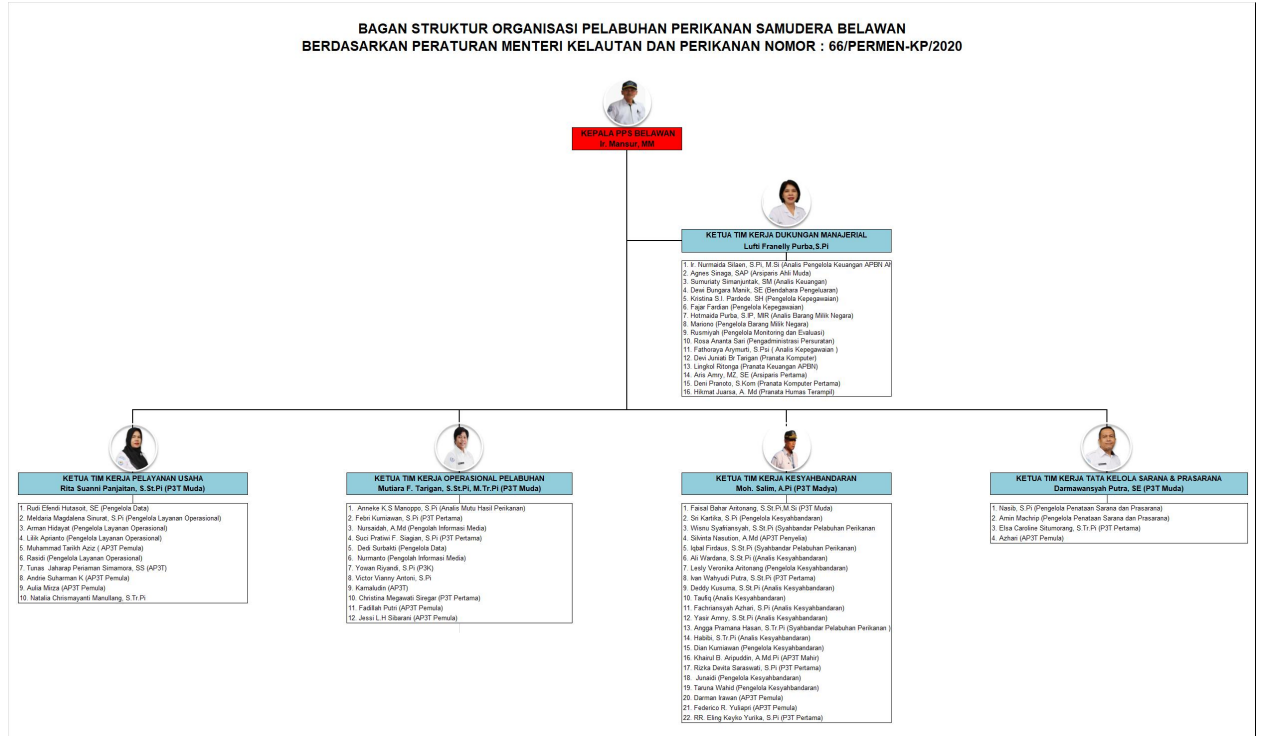 BAGAN STRUKTUR ORGANISASI PELABUHAN PERIKANAN SAMUDERA BELAWAN
BERDASARKAN PERATURAN MENTERI KELAUTAN DAN PERIKANAN NOMOR : 66/PERMEN-KP/2020
KEPALA PPS BELAWAN
Ir. Mansur, MM
KETUA TIM KERJA DUKUNGAN MANAJERIAL
Lufti Franelly Purba,S.Pi
1. Ir. Nurmaida Silaen, S.Pi, M.Si (Analis Pengelola Keuangan APBN Ah
2. Agnes Sinaga, SAP (Arsiparis Ahli Muda)
3. Sumuriaty Simanjuntak, SM (Analis Keuangan)
4. Dewi Bungara Manik, SE (Bendahara Pengeluaran)
5. Kristina S.I. Pardede. SH (Pengelola Kepegawaian)
6. Fajar Fardian (Pengelola Kepegawaian)
7. Hotmaida Purba, S.IP, MIR (Analis Barang Milik Negara)
8. Mariono (Pengelola Barang Milik Negara)
9. Rusmiyah (Pengelola Monitoring dan Evaluasi)
10. Rosa Ananta Sari (Pengadministrasi Persuratan)
11. Fathoraya Arymurti, S.Psi ( Analis Kepegawaian )
12. Devi Juniati Br Tarigan (Pranata Komputer)
13. Lingkol Ritonga (Pranata Keuangan APBN)
14. Aris Amry, MZ, SE (Arsiparis Pertama)
15. Deni Pranoto, S.Kom (Pranata Komputer Pertama)
16. Hikmat Juarsa, A. Md (Pranata Humas Terampil)
KETUA TIM KERJA PELAYANAN USAHA
Rita Suanni Panjaitan, S.St.Pi (P3T Muda)
1. Rudi Efendi Hutasoit, SE (Pengelola Data)
2. Meldaria Magdalena Sinurat, S.Pi (Pengelola Layanan Operasional)
3. Arman Hidayat (Pengelola Layanan Operasional)
4. Lilik Aprianto (Pengelola Layanan Operasional)
5. Muhammad Tarikh Aziz ( AP3T Pemula)
6. Rasidi (Pengelola Layanan Operasional)
7. Tunas Jaharap Periaman Simamora, SS (AP3T)
8. Andrie Suharman K (AP3T Pemula)
9. Aulia Mirza (AP3T Pemula)
10. Natalia Chrismayanti Manullang, S.Tr.Pi
KETUA TIM KERJA OPERASIONAL PELABUHAN
Mutiara F. Tarigan, S.St.Pi, M.Tr.Pi (P3T Muda)
1. Anneke K.S Manoppo, S.Pi (Analis Mutu Hasil Perikanan)
2. Febri Kurniawan, S.Pi (P3T Pertama)
3. Nursaidah, A.Md (Pengolah Informasi Media)
4. Suci Pratiwi F. Siagian, S.Pi (P3T Pertama)
5. Dedi Surbakti (Pengelola Data)
6. Nurmanto (Pengolah Informasi Media)
7. Yowan Riyandi, S.Pi (P3K)
8. Victor Vianny Antoni, S.Pi
9. Kamaludin (AP3T)
10. Christina Megawati Siregar (P3T Pertama)
11. Fadillah Putri (AP3T Pemula)
12. Jessi L.H Sibarani (AP3T Pemula)
KETUA TIM KERJA KESYAHBANDARAN
Moh. Salim, A.Pi (P3T Madya)
1. Faisal Bahar Aritonang, S.St.Pi,M.Si (P3T Muda)
2. Sri Kartika, S.Pi (Pengelola Kesyahbandaran)
3. Wisnu Syafriansyah, S.St.Pi (Syahbandar Pelabuhan Perikanan
4. Silvinta Nasution, A.Md (AP3T Penyelia)
5. Iqbal Firdaus, S.St.Pi (Syahbandar Pelabuhan Perikanan)
6. Ali Wardana, S.St.Pi ((Analis Kesyahbandaran)
7. Lesly Veronika Aritonang (Pengelola Kesyahbandaran)
8. Ivan Wahyudi Putra, S.St.Pi (P3T Pertama)
9. Deddy Kusuma, S.St.Pi (Analis Kesyahbandaran)
10. Taufiq (Analis Kesyahbandaran)
11. Fachriansyah Azhari, S.Pi (Analis Kesyahbandaran)
12. Yasir Amny, S.St.Pi (Analis Kesyahbandaran)
13. Angga Pramana Hasan, S.Tr.Pi (Syahbandar Pelabuhan Perikanan )
14. Habibi, S.Tr.Pi (Analis Kesyahbandaran)
15. Dian Kurniawan (Pengelola Kesyahbandaran)
16. Khairul B. Aripuddin, A.Md.Pi (AP3T Mahir)
17. Rizka Devita Saraswati, S.Pi (P3T Pertama)
18. Junaidi (Pengelola Kesyahbandaran)
19. Taruna Wahid (Pengelola Kesyahbandaran)
20. Darman Irawan (AP3T Pemula)
21. Federico R. Yuliapri (AP3T Pemula)
22. RR. Eling Keyko Yurika, S.Pi (P3T Pertama)
KETUA TIM KERJA TATA KELOLA SARANA & PRASARANA
Darmawansyah Putra, SE (P3T Muda)
1. Nasib, S.Pi (Pengelola Penataan Sarana dan Prasarana)
2. Amin Machrip (Pengelola Penataan Sarana dan Prasarana)
3. Elsa Caroline Situmorang, S.Tr.Pi (P3T Pertama)
4. Azhari (AP3T Pemula)